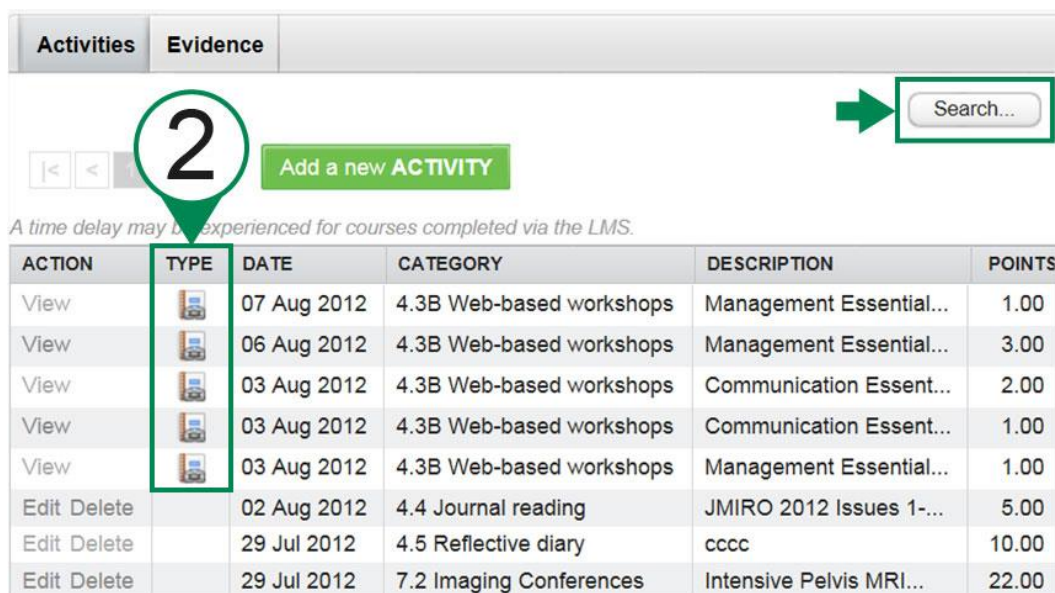 Activities Evidence
Search...
2
|< < 1
Add a new ACTIVITY
A time delay may be experienced for courses completed via the LMS.
ACTION TYPE DATE CATEGORY DESCRIPTION POINTS
View 07 Aug 2012 4.3B Web-based workshops Management Essential... 1.00
View 06 Aug 2012 4.3B Web-based workshops Management Essential... 3.00
View 03 Aug 2012 4.3B Web-based workshops Communication Essent... 2.00
View 03 Aug 2012 4.3B Web-based workshops Communication Essent... 1.00
View 03 Aug 2012 4.3B Web-based workshops Management Essential... 1.00
Edit Delete 02 Aug 2012 4.4 Journal reading JMIRO 2012 Issues 1-... 5.00
Edit Delete 29 Jul 2012 4.5 Reflective diary cccc 10.00
Edit Delete 29 Jul 2012 7.2 Imaging Conferences Intensive Pelvis MRI... 22.00